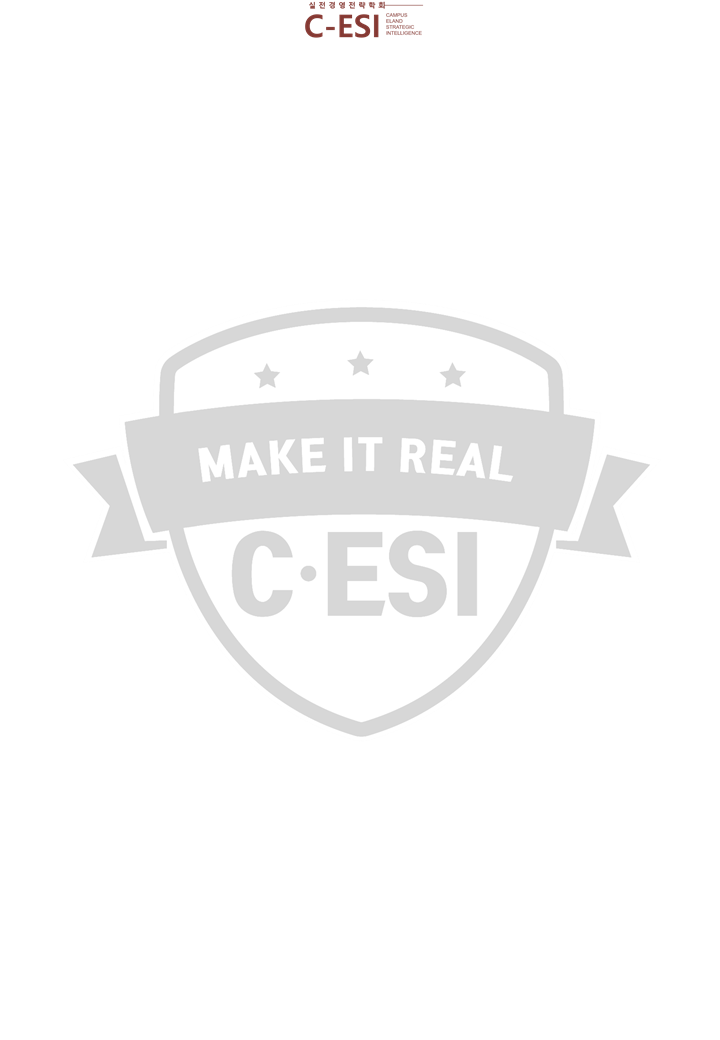 실전경영전략학회
C-ESI
CAMPUS
ELAND
STRATEGIC
INTELLIGENCE
MAKE IT REAL
C·ESI